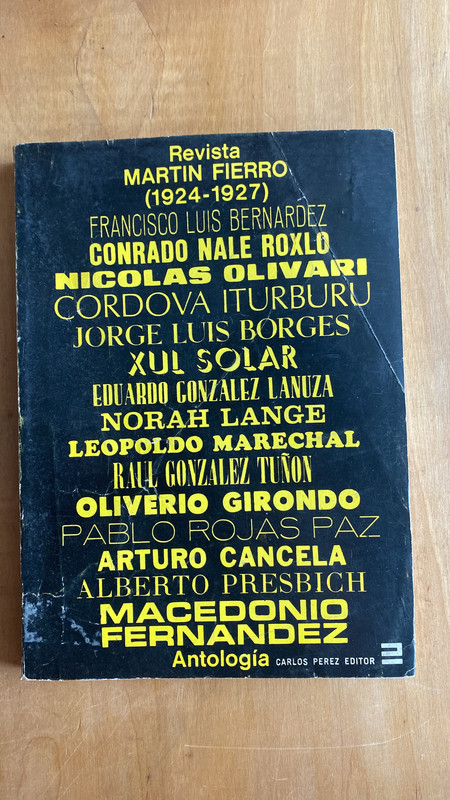 Revista
MARTIN FIERRO
(1924-1927)
FRANCISCO LUIS BERNARDEZ
CONRADO NALE ROXLO
NICOLAS OLIVARI
CORDOVA ITURBURU
JORGE LUIS BORGES
XUL SOLAR
EDUARDO GONZALEZ LANUZA
NORAH LANGE
LEOPOLDO MARECHAL
RAUL GONZALEZ TUÑON
OLIVERIO GIRONDO
PABLO ROJAS PAZ
ARTURO CANCELA
ALBERTO PRESBICH
MACEDONIO
FERNANDEZ
Antología CARLOS PEREZ EDITOR